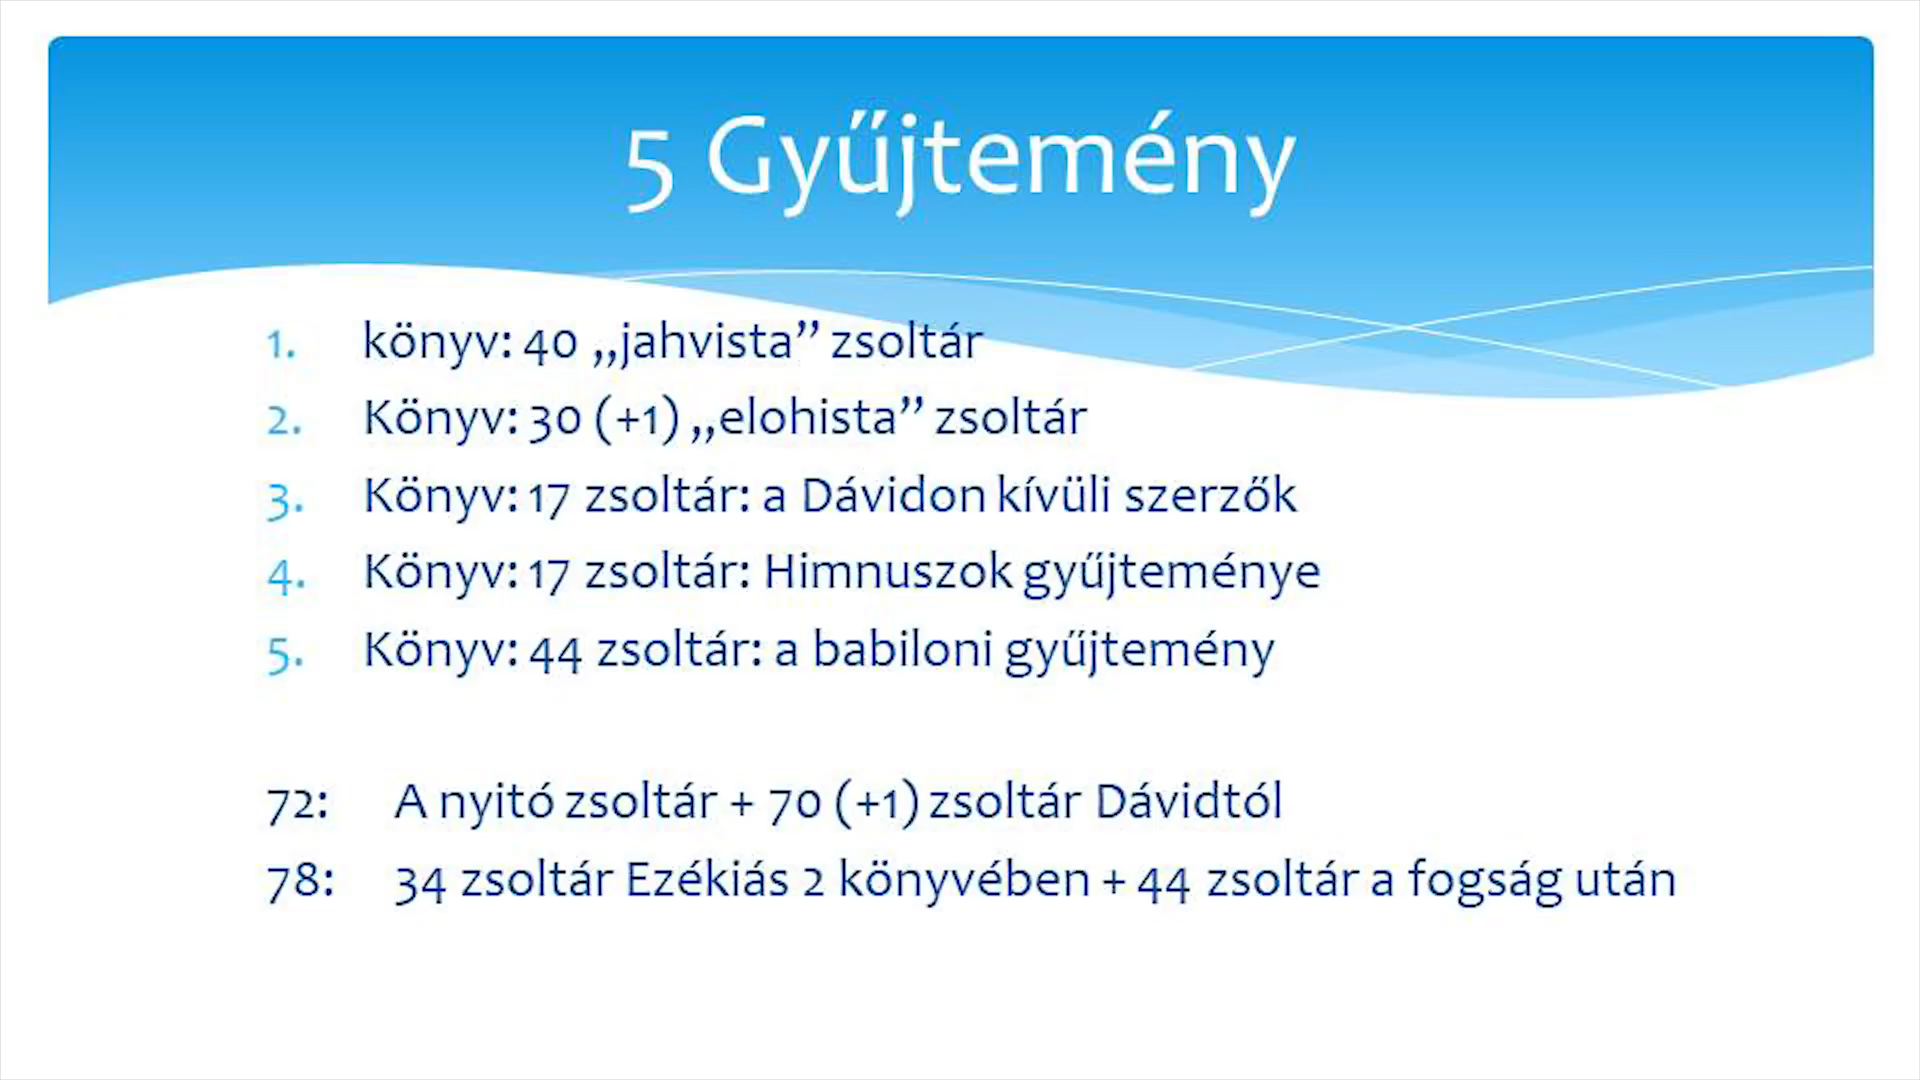 5 Gyűjtemény
1. könyv: 40 „jahvista” zsoltár
2. Könyv: 30 (+1) „elohista” zsoltár
3. Könyv: 17 zsoltár: a Dávidon kívüli szerzők
4. Könyv: 17 zsoltár: Himnuszok gyűjteménye
5. Könyv: 44 zsoltár: a babiloni gyűjtemény
72: A nyitó zsoltár + 70 (+1) zsoltár Dávidtól
78: 34 zsoltár Ezékiás 2 könyvében + 44 zsoltár a fogság után